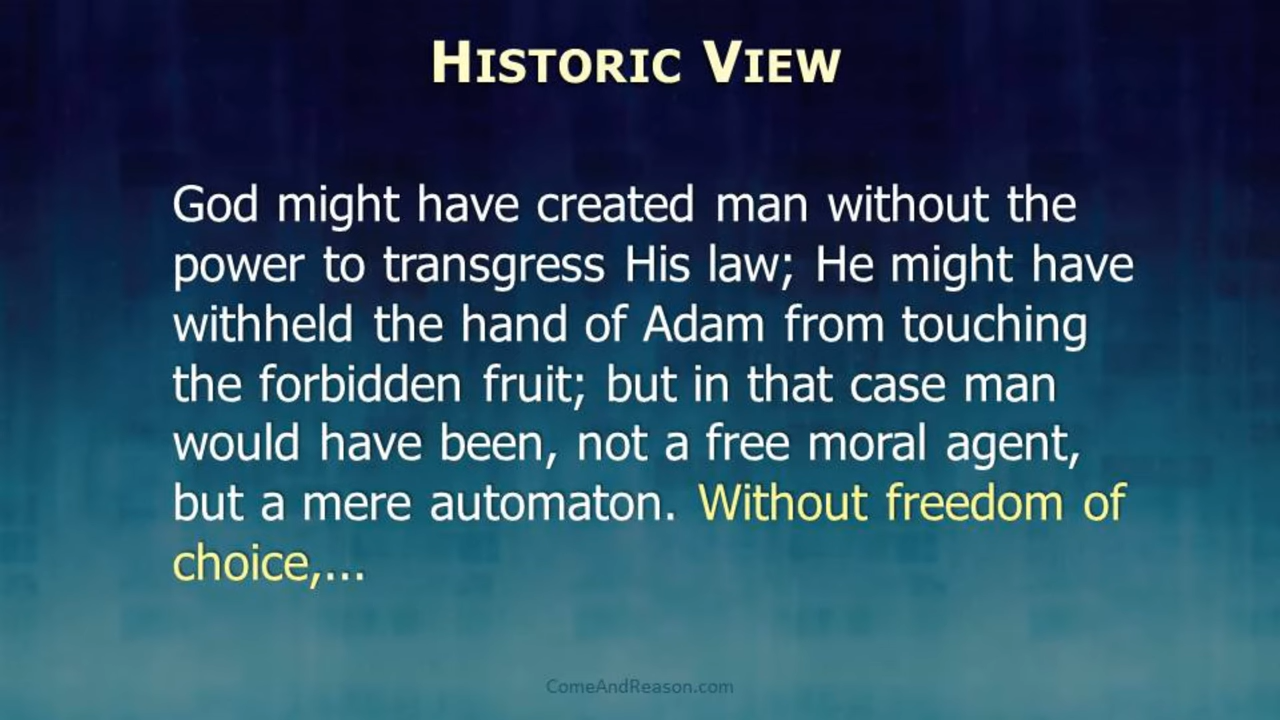 Historic View
God might have created man without the
power to transgress His law; He might have
withheld the hand of Adam from touching
the forbidden fruit; but in that case man
would have been, not a free moral agent,
but a mere automaton. Without freedom of
choice,...
ComeAndReason.com